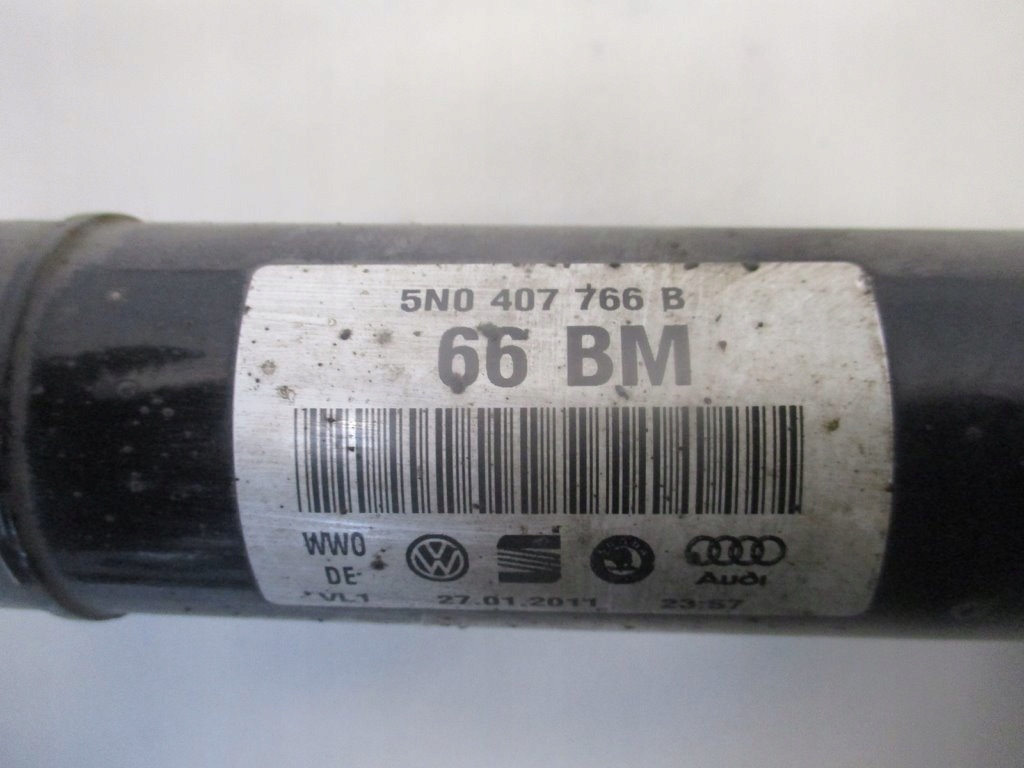 5N0 407 766 B
66 BM
WWO
DE
VL1 27.01.2011 23:57
Audi